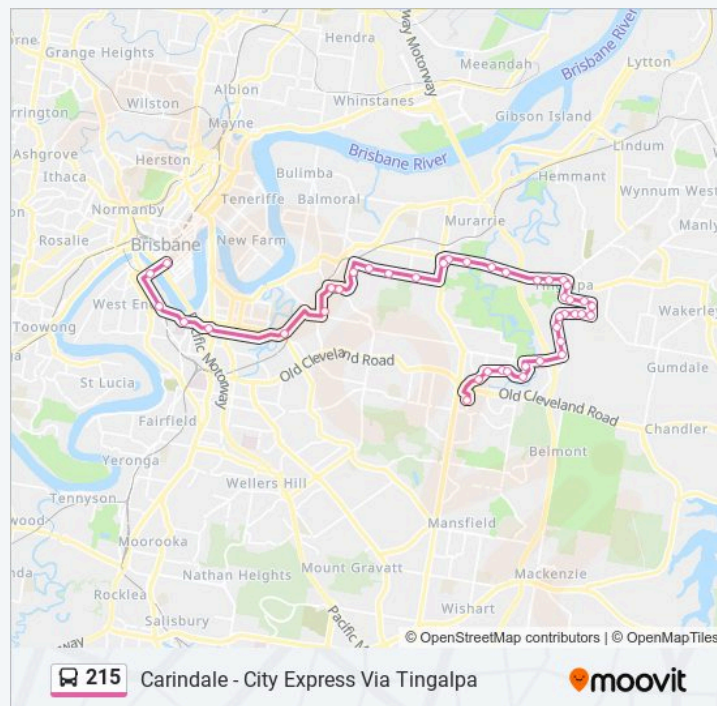 Hendra
Grange Heights
Lytton
Albion
Meeandah
Wilston
Whinstanes
Brisbane River
Motorway
Mayne
Gibson Island
Ashgrove
Herston
Lindum
Ithaca
Brisbane River
Bulimba
Hemmant
Teneriffe
Balmoral
Wynnum West
Normanby
Murarrie
Manly
Rosalie
Brisbane
New Farm
West End
Wakerley
Toowong
Pacific Motorway
Old Cleveland Road
Gumdale
St Lucia
Old Cleveland Road
Fairfield
Chandler
Yeronga
Belmont
Wellers Hill
Tennyson
Mansfield
Moorooka
Nathan Heights
Mount Gravatt
Mackenzie
Rocklea
Wishart
Salisbury
© OpenStreetMap contributors | © OpenMapTiles
215
Carindale - City Express Via Tingalpa
moovit